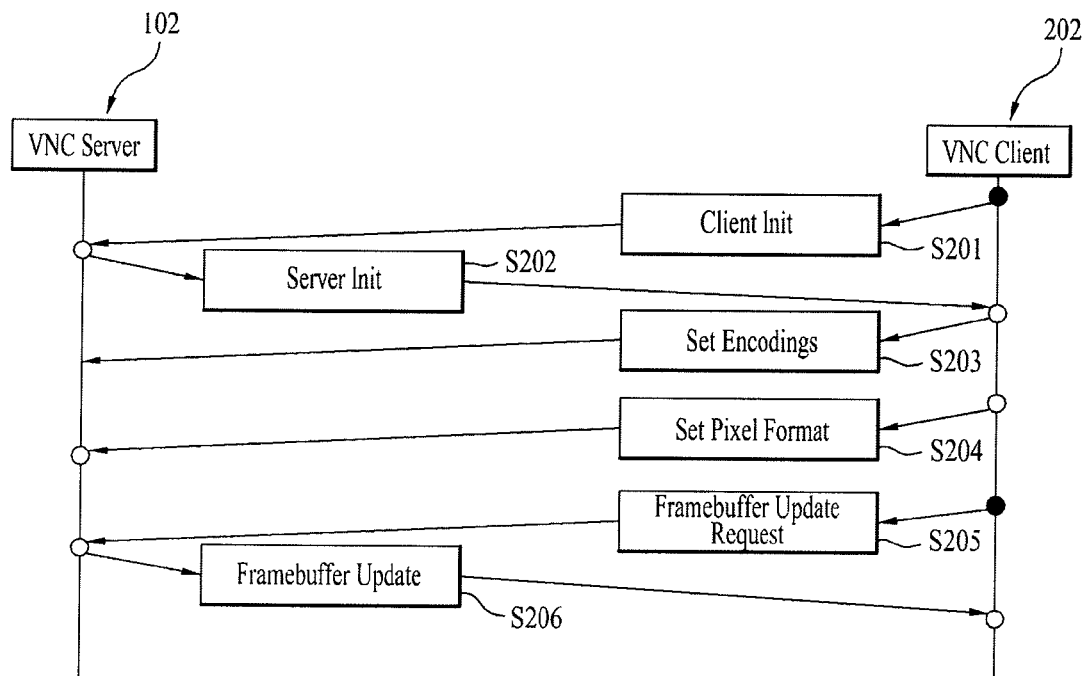 102
202
VNC Server
VNC Client
Client Init
S201
S202
Server Init
Set Encodings
S203
Set Pixel Format
S204
Framebuffer Update
Request
S205
Framebuffer Update
S206